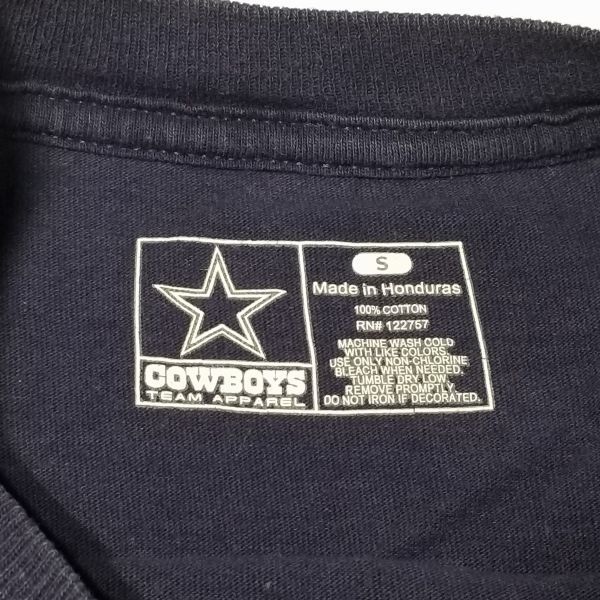 COWBOYS
TEAM APPAREL
S
Made in Honduras
100% COTTON
RN# 122757
MACHINE WASH COLD
WITH LIKE COLORS.
USE ONLY NON-CHLORINE
BLEACH WHEN NEEDED.
TUMBLE DRY LOW.
REMOVE PROMPTLY.
DO NOT IRON IF DECORATED.